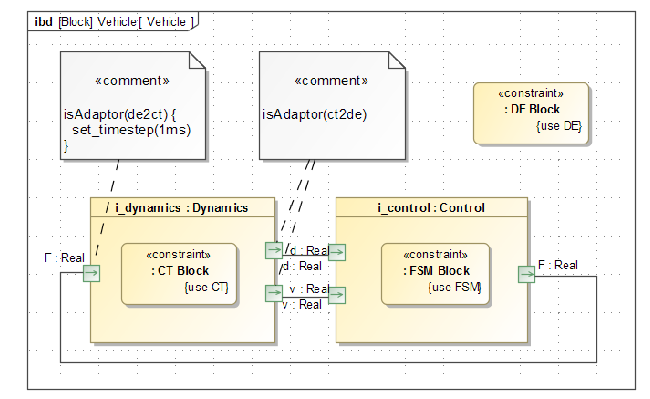 ibd [Block] Vehicle[ Vehicle ]
«comment»
isAdaptor(de2ct) {
set_timestep(1ms)
}
«comment»
isAdaptor(ct2de)
«constraint»
: DE Block
{use DE}
i_dynamics : Dynamics
i_control : Control
F : Real
«constraint»
: CT Block
{use CT}
d : Real
d : Real
v : Real
v : Real
«constraint»
: FSM Block
{use FSM}
F : Real